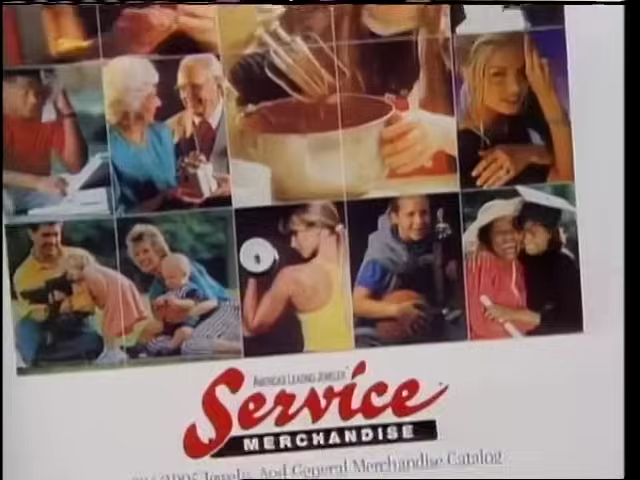 AMERICA'S LEADING JEWELER
Service
MERCHANDISE
Jewelry And General Merchandise Catalog